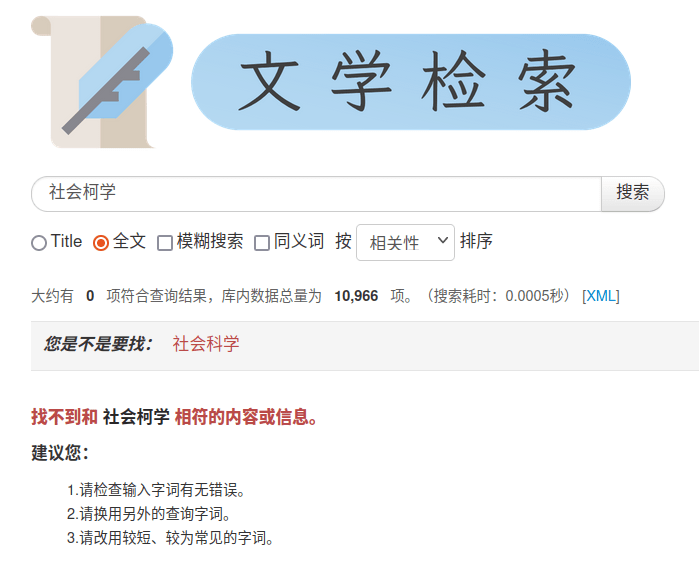 文学检索
社会柯学 搜索
Title 全文 模糊搜索 同义词 按 相关性 排序
大约有 0 项符合查询结果，库内数据总量为 10,966 项。（搜索耗时：0.0005秒） [XML]
您是不是要找： 社会科学
找不到和 社会柯学 相符的内容或信息。
建议您：
1.请检查输入字词有无错误。
2.请换用另外的查询字词。
3.请改用较短、较为常见的字词。